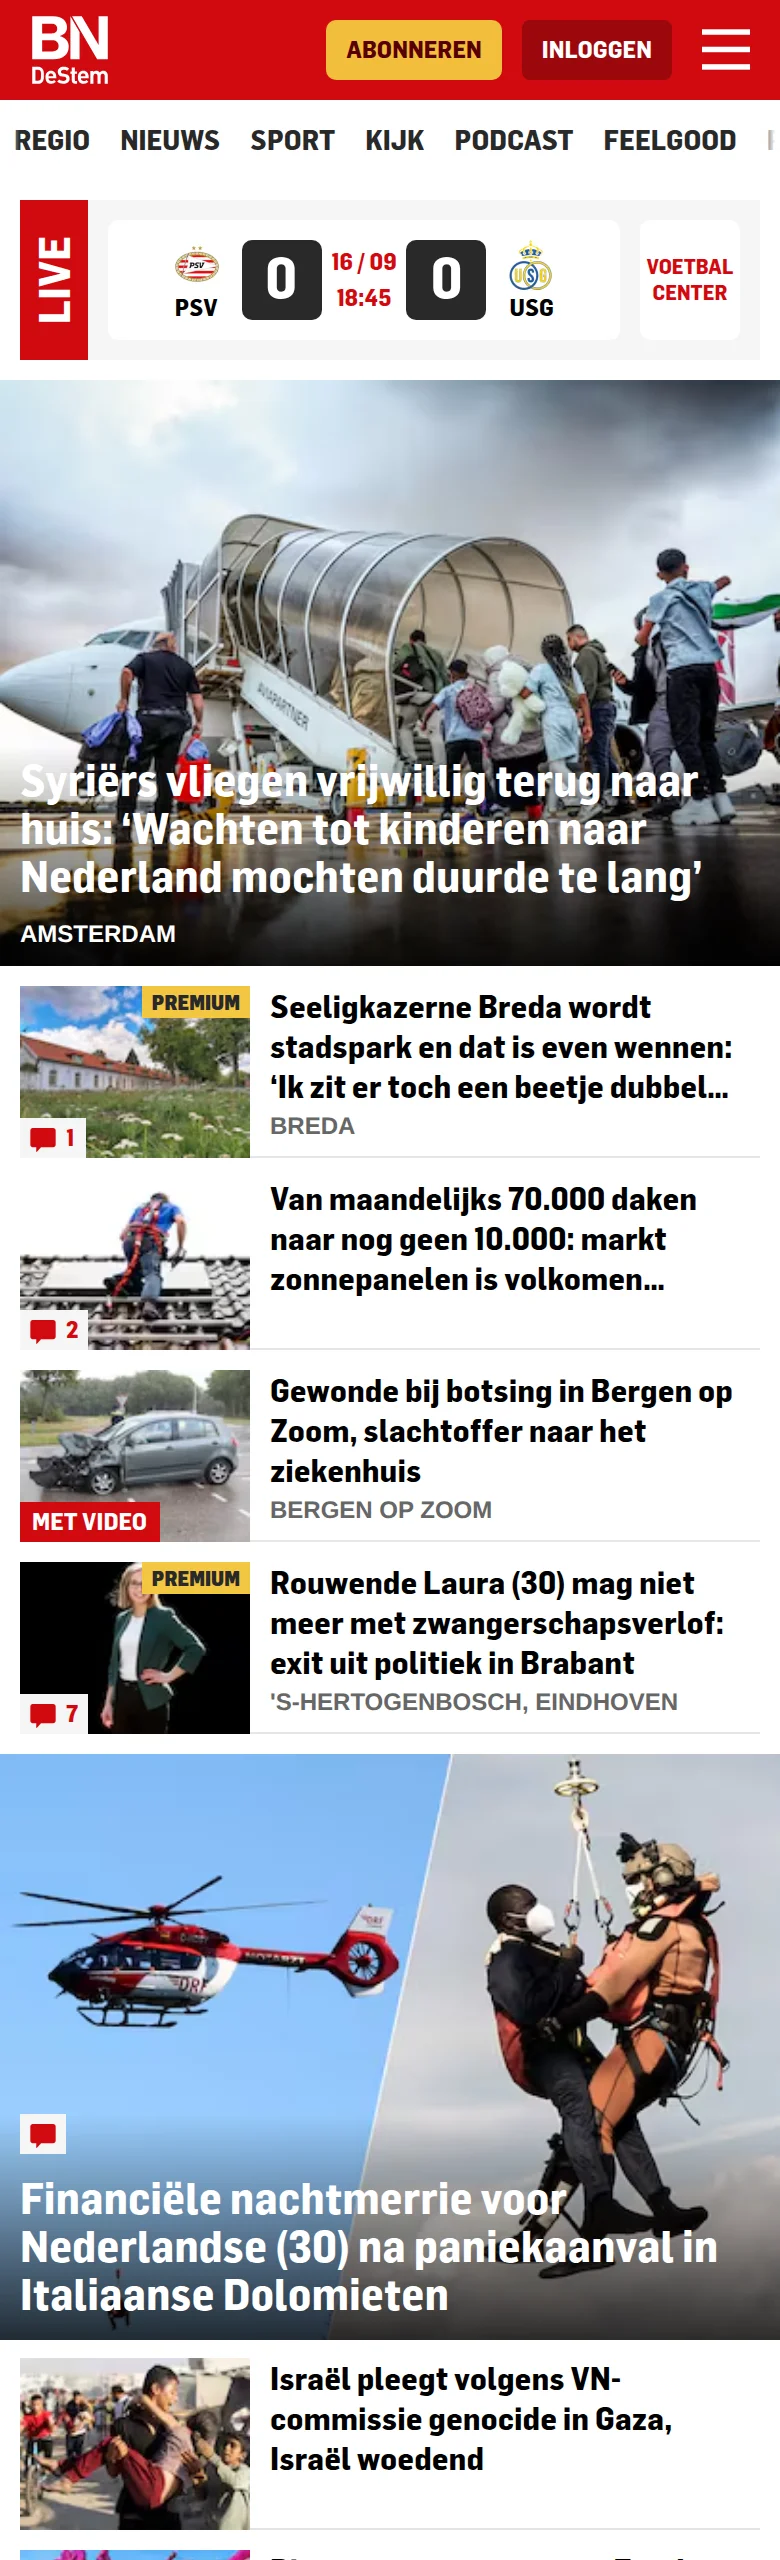 BN
DeStem
ABONNEREN
INLOGGEN
REGIO NIEUWS SPORT KIJK PODCAST FEELGOOD
LIVE
PSV
PSV
0
16 / 09
18:45
0
USG
USG
VOETBAL
CENTER
AVIAPARTNER
Syriërs vliegen vrijwillig terug naar
huis: ‘Wachten tot kinderen naar
Nederland mochten duurde te lang’
AMSTERDAM
PREMIUM
1
Seeligkazerne Breda wordt
stadspark en dat is even wennen:
‘Ik zit er toch een beetje dubbel...
BREDA
2
Van maandelijks 70.000 daken
naar nog geen 10.000: markt
zonnepanelen is volkomen...
MET VIDEO
Gewonde bij botsing in Bergen op
Zoom, slachtoffer naar het
ziekenhuis
BERGEN OP ZOOM
PREMIUM
7
Rouwende Laura (30) mag niet
meer met zwangerschapsverlof:
exit uit politiek in Brabant
'S-HERTOGENBOSCH, EINDHOVEN
DRF
NOTARZT
DRF
Financiële nachtmerrie voor
Nederlandse (30) na paniekaanval in
Italiaanse Dolomieten
Israël pleegt volgens VN-
commissie genocide in Gaza,
Israël woedend